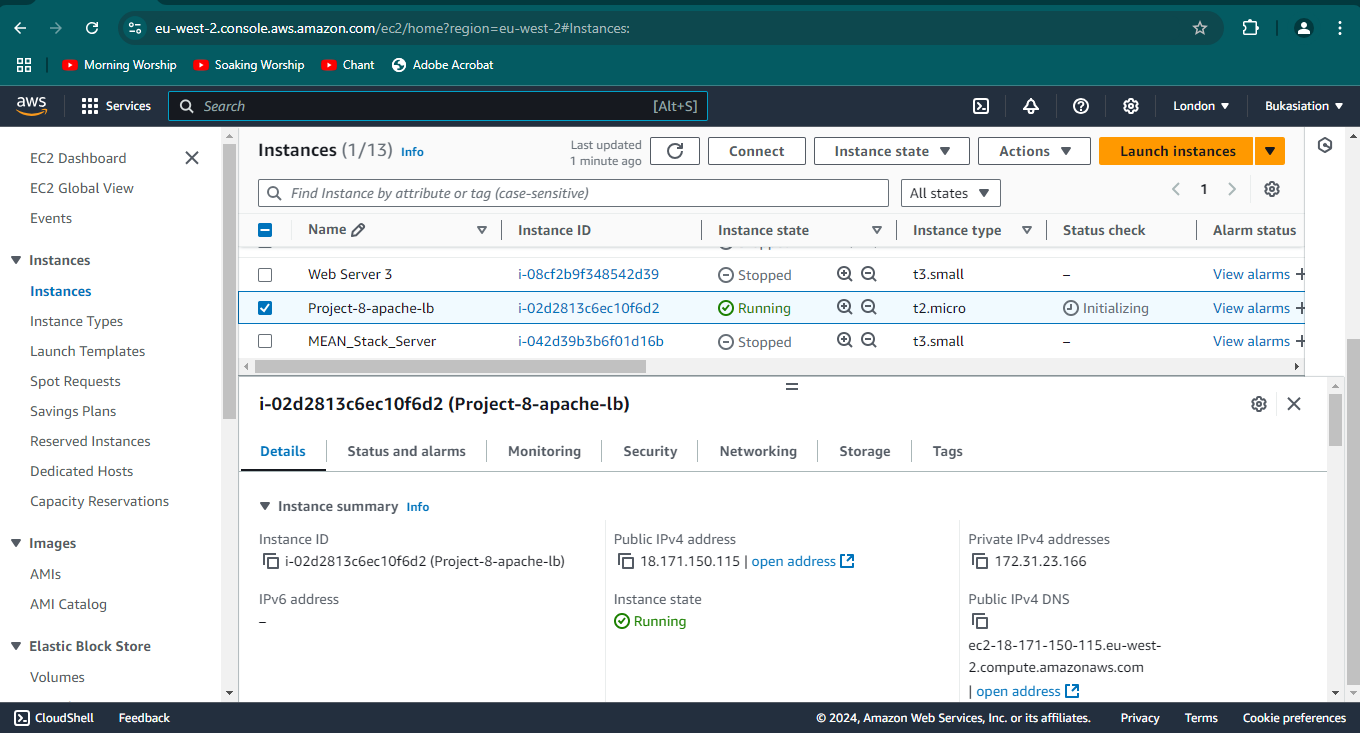 eu-west-2.console.aws.amazon.com/ec2/home?region=eu-west-2#Instances:
Morning Worship Soaking Worship Chant Adobe Acrobat
aws Services Search [Alt+S] London Bukasiation
EC2 Dashboard
EC2 Global View
Events
Instances
Instances
Instance Types
Launch Templates
Spot Requests
Savings Plans
Reserved Instances
Dedicated Hosts
Capacity Reservations
Images
AMIs
AMI Catalog
Elastic Block Store
Volumes
Instances (1/13) Info
Last updated
1 minute ago
Connect Instance state Actions Launch instances
Find Instance by attribute or tag (case-sensitive) All states 1
Name Instance ID Instance state Instance type Status check Alarm status
Web Server 3 i-08cf2b9f348542d39 Stopped t3.small – View alarms +
Project-8-apache-lb i-02d2813c6ec10f6d2 Running t2.micro Initializing View alarms +
MEAN_Stack_Server i-042d39b3b6f01d16b Stopped t3.small – View alarms +
i-02d2813c6ec10f6d2 (Project-8-apache-lb)
Details Status and alarms Monitoring Security Networking Storage Tags
Instance summary Info
Instance ID
i-02d2813c6ec10f6d2 (Project-8-apache-lb)
IPv6 address
–
Public IPv4 address
18.171.150.115 | open address
Instance state
Running
Private IPv4 addresses
172.31.23.166
Public IPv4 DNS
ec2-18-171-150-115.eu-west-
2.compute.amazonaws.com
| open address
CloudShell Feedback © 2024, Amazon Web Services, Inc. or its affiliates. Privacy Terms Cookie preferences